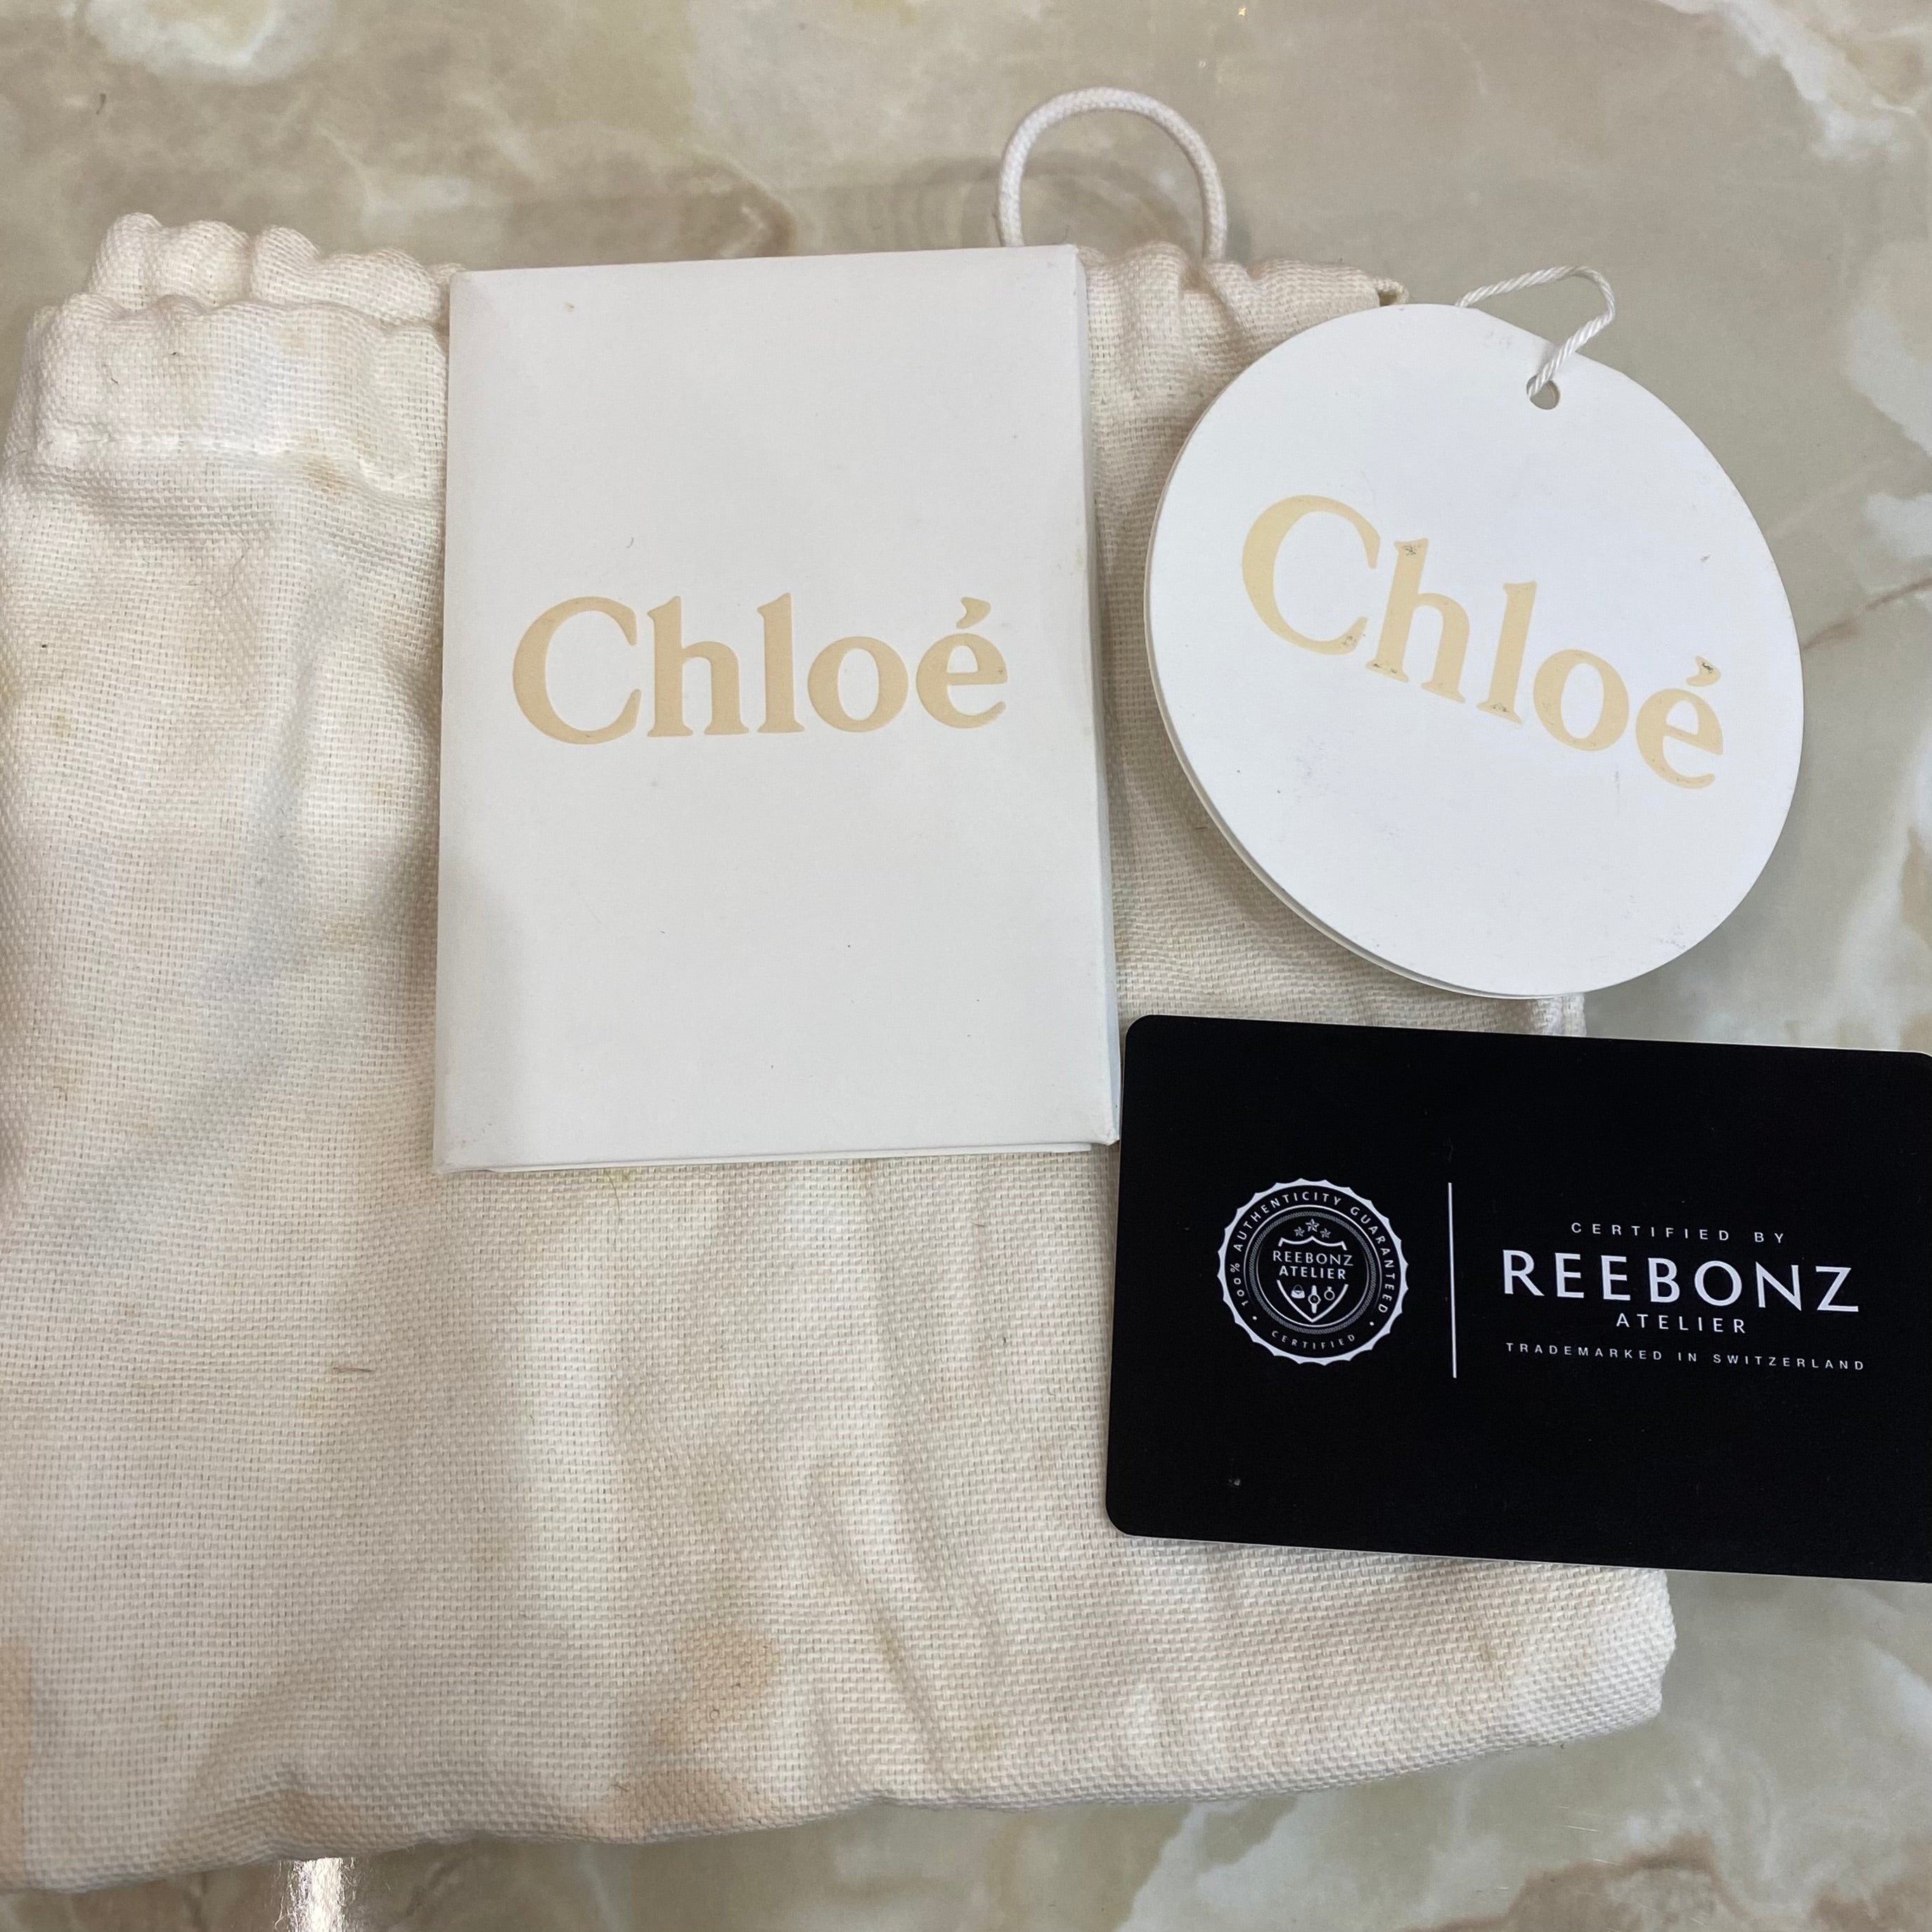 Chloé
Chloé
100% AUTHENTICITY GUARANTEED
REEBONZ
ATELIER
• CERTIFIED •
CERTIFIED BY
REEBONZ
ATELIER
TRADEMARKED IN SWITZERLAND